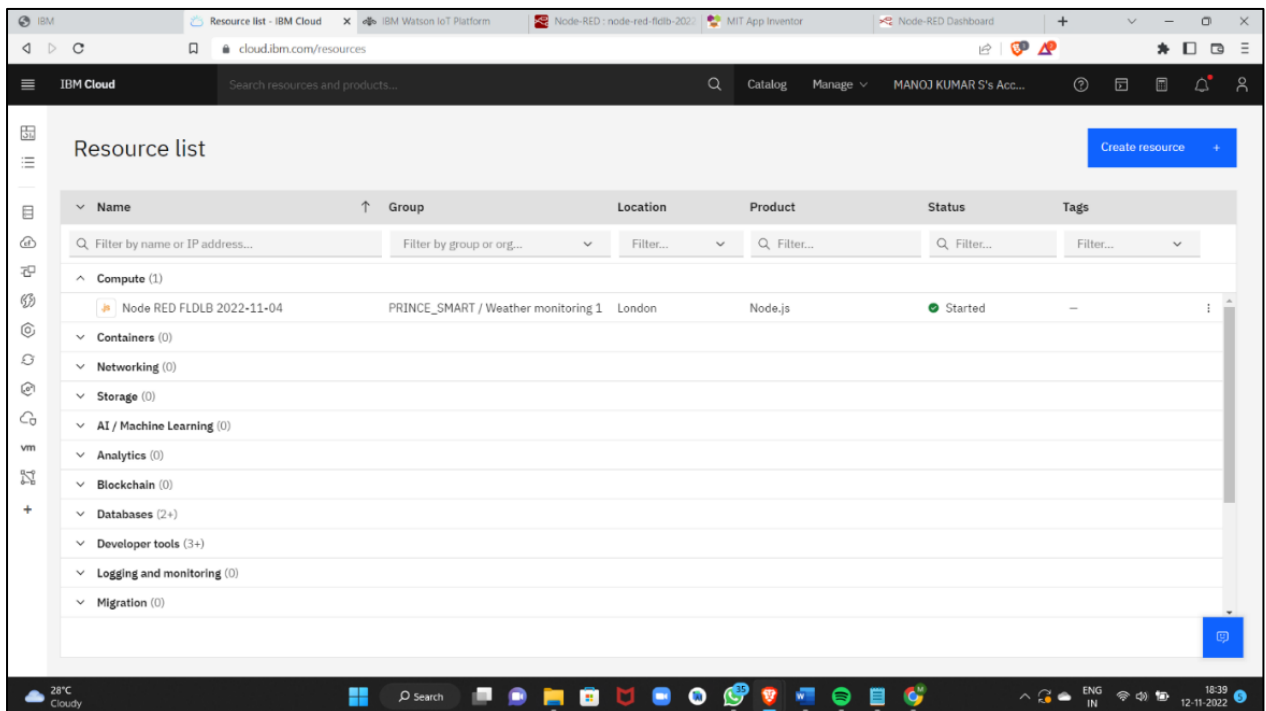 IBM
Resource list - IBM Cloud
IBM Watson IoT Platform
Node-RED : node-red-fldlb-2022
MIT App Inventor
Node-RED Dashboard
cloud.ibm.com/resources
IBM Cloud
Search resources and products...
Catalog
Manage
MANOJ KUMAR S's Acc...
Resource list
Create resource +
Name
Group
Location
Product
Status
Tags
Filter by name or IP address...
Filter by group or org...
Filter...
Filter...
Filter...
Filter...
Compute (1)
Node RED FLDLB 2022-11-04
PRINCE_SMART / Weather monitoring 1
London
Node.js
Started
–
Containers (0)
Networking (0)
Storage (0)
AI / Machine Learning (0)
vm
Analytics (0)
Blockchain (0)
Databases (2+)
Developer tools (3+)
Logging and monitoring (0)
Migration (0)
28°C
Cloudy
Search
35
ENG
IN
18:39
12-11-2022
5